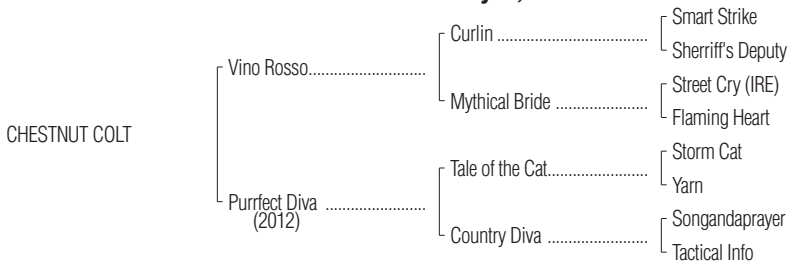 Smart Strike
Curlin ............................................
Sherriff's Deputy
Vino Rosso...........................
Street Cry (IRE)
Mythical Bride ...........................
Flaming Heart
CHESTNUT COLT
Storm Cat
Tale of the Cat..............................
Yarn
Purrfect Diva ........................
(2012)
Songandaprayer
Country Diva .............................
Tactical Info